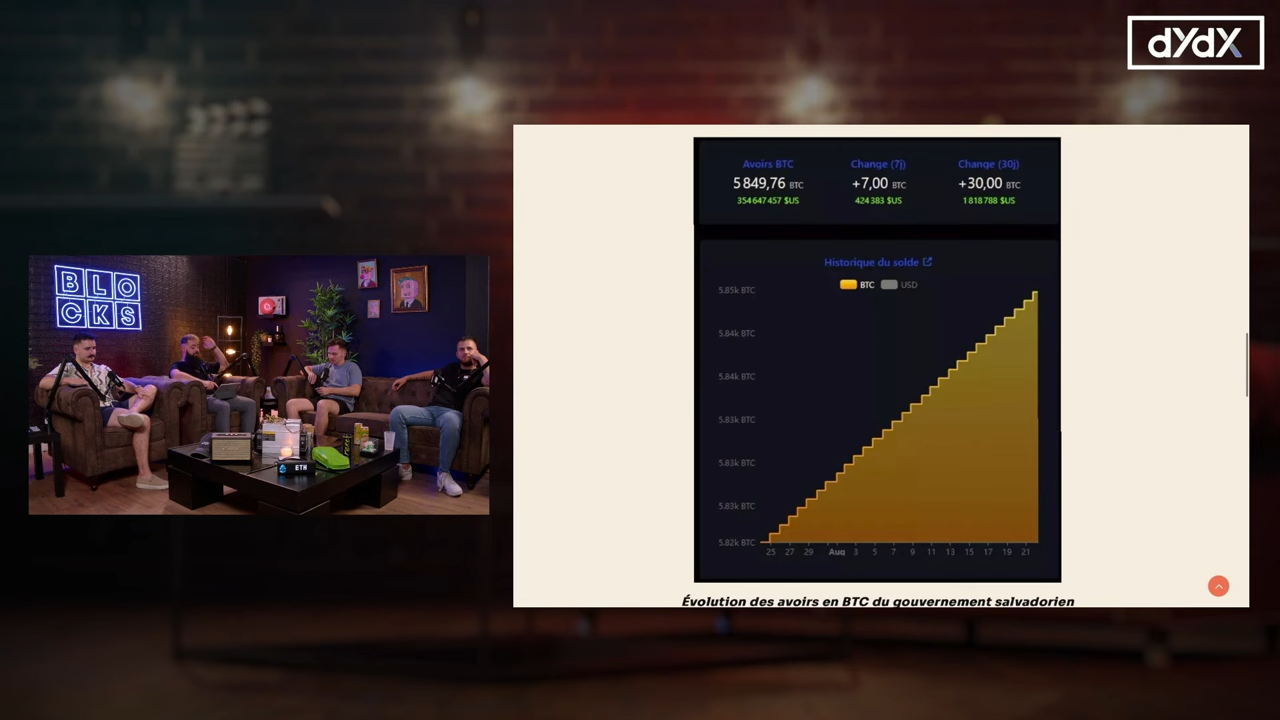 dYdX
BLO
CKS
ETH
Avoirs BTC
5 849,76 BTC
354 647 457 $US
Change (7j)
+7,00 BTC
424 383 $US
Change (30j)
+30,00 BTC
1 818 788 $US
Historique du solde
BTC USD
5.85k BTC
5.84k BTC
5.84k BTC
5.83k BTC
5.83k BTC
5.83k BTC
5.82k BTC
25 27 29 Aug 3 5 7 9 11 13 15 17 19 21
Évolution des avoirs en BTC du gouvernement salvadorien